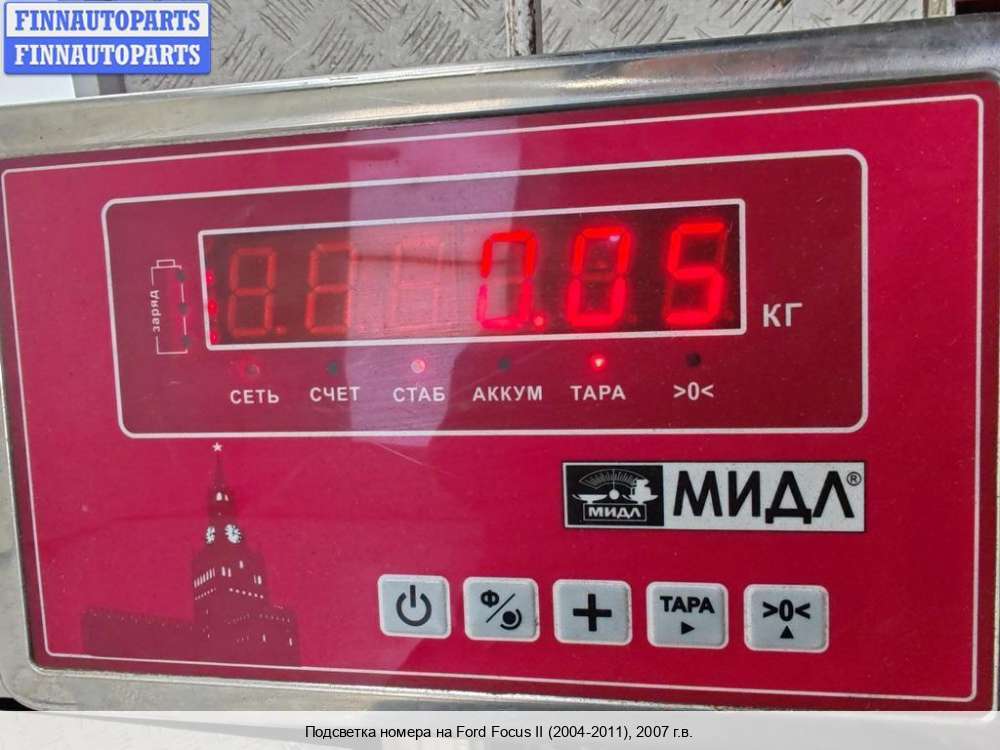 FINNAUTOPARTS
FINNAUTOPARTS
заряд
0.05
КГ
СЕТЬ СЧЕТ СТАБ АККУМ ТАРА >0<
МИДЛ МИДЛ®
Ф ТАРА >0<
Подсветка номера на Ford Focus II (2004-2011), 2007 г.в.